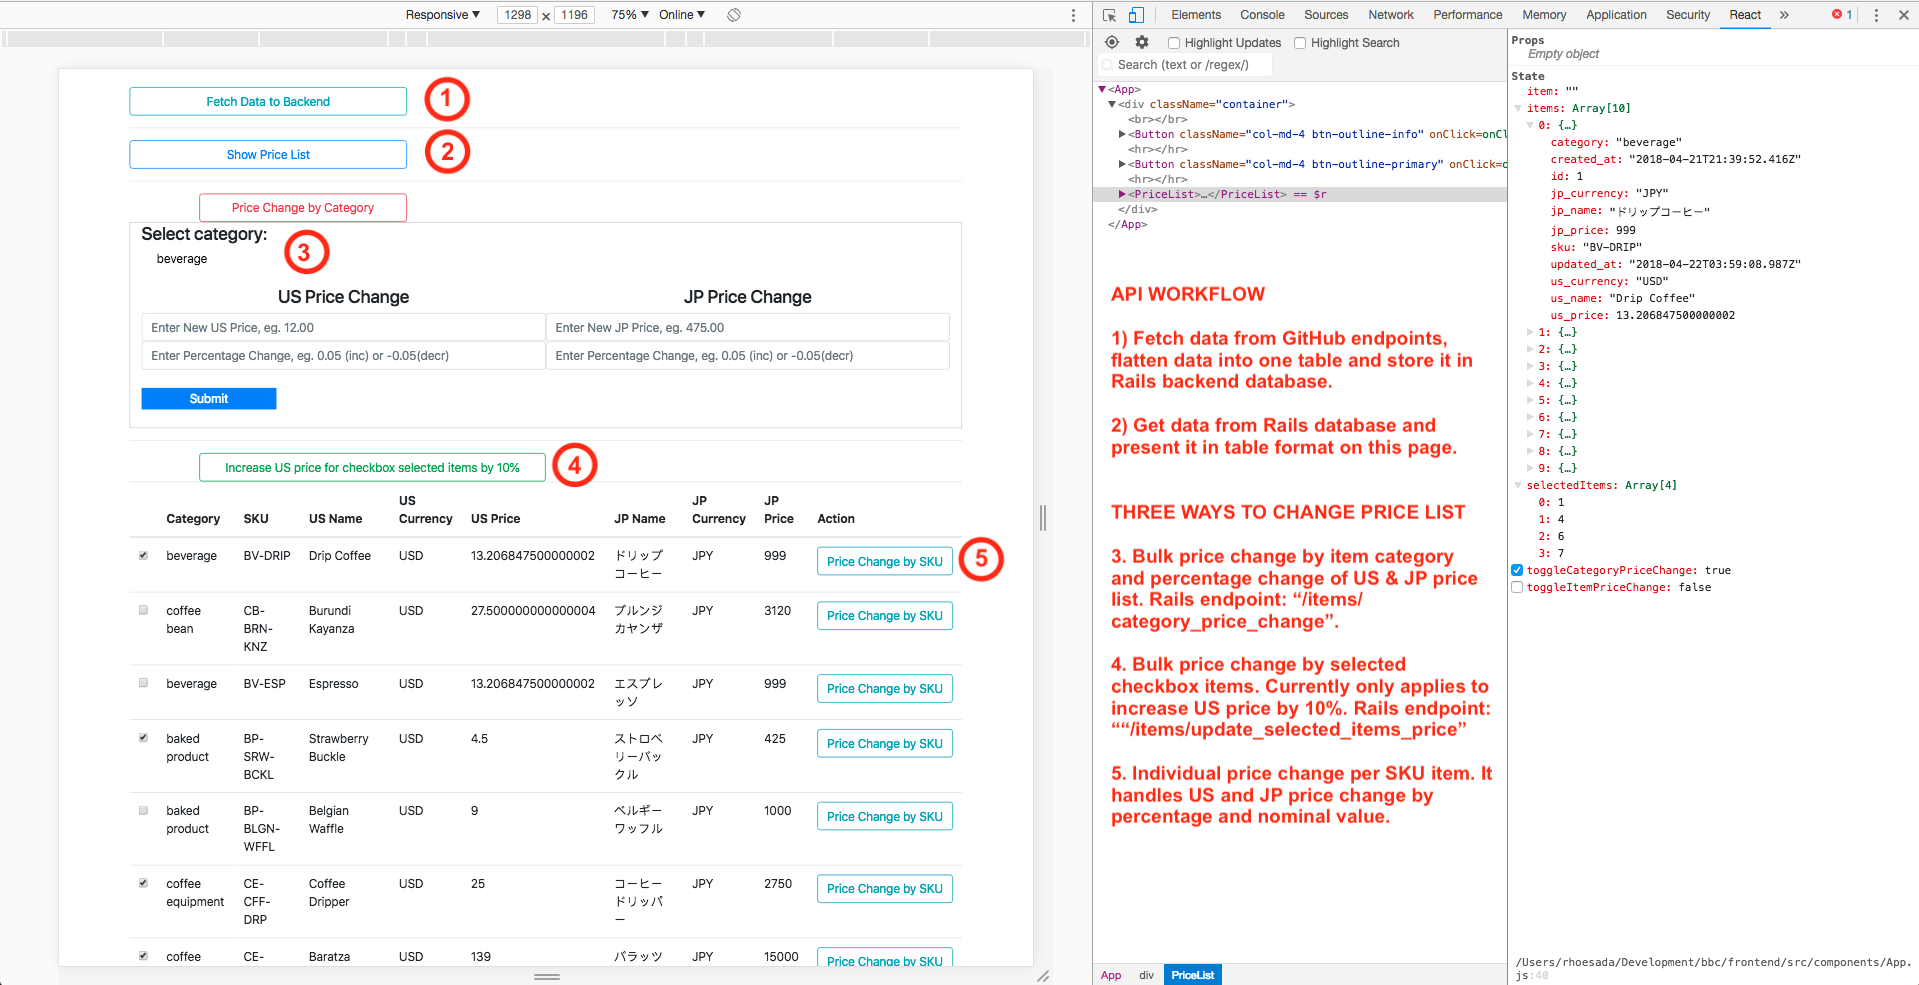 Responsive ▼ 1298 × 1196 75% ▼ Online ▼
Fetch Data to Backend
1
Show Price List
2
Price Change by Category
Select category:
3
beverage
US Price Change JP Price Change
Enter New US Price, eg. 12.00 Enter New JP Price, eg. 475.00
Enter Percentage Change, eg. 0.05 (inc) or -0.05(decr) Enter Percentage Change, eg. 0.05 (inc) or -0.05(decr)
Submit
Increase US price for checkbox selected items by 10%
4
Category SKU US Name US Currency US Price JP Name JP Currency JP Price Action
beverage BV-DRIP Drip Coffee USD 13.206847500000002 ドリップコーヒー JPY 999 Price Change by SKU
5
coffee bean CB-BRN-KNZ Burundi Kayanza USD 27.500000000000004 ブルンジカヤンザ JPY 3120 Price Change by SKU
beverage BV-ESP Espresso USD 13.206847500000002 エスプレッソ JPY 999 Price Change by SKU
baked product BP-SRW-BCKL Strawberry Buckle USD 4.5 ストロベリーバックル JPY 425 Price Change by SKU
baked product BP-BLGN-WFFL Belgian Waffle USD 9 ベルギーワッフル JPY 1000 Price Change by SKU
coffee equipment CE-CFF-DRP Coffee Dripper USD 25 コーヒードリッパー JPY 2750 Price Change by SKU
coffee CE- Baratza USD 139 バラッツ JPY 15000 Price Change by SKU
Elements Console Sources Network Performance Memory Application Security React » 1
Highlight Updates Highlight Search
Search (text or /regex/)
▼<App>
▼<div className="container">
<br></br>
▶<Button className="col-md-4 btn-outline-info" onClick=onCl
<hr></hr>
▶<Button className="col-md-4 btn-outline-primary" onClick=o
<hr></hr>
▶<PriceList>…</PriceList> == $r
</div>
</App>
API WORKFLOW
1) Fetch data from GitHub endpoints,
flatten data into one table and store it in
Rails backend database.
2) Get data from Rails database and
present it in table format on this page.
THREE WAYS TO CHANGE PRICE LIST
3. Bulk price change by item category
and percentage change of US & JP price
list. Rails endpoint: “/items/
category_price_change”.
4. Bulk price change by selected
checkbox items. Currently only applies to
increase US price by 10%. Rails endpoint:
““/items/update_selected_items_price”
5. Individual price change per SKU item. It
handles US and JP price change by
percentage and nominal value.
App div PriceList
Props
Empty object
State
item: ""
items: Array[10]
0: {…}
category: "beverage"
created_at: "2018-04-21T21:39:52.416Z"
id: 1
jp_currency: "JPY"
jp_name: "ドリップコーヒー"
jp_price: 999
sku: "BV-DRIP"
updated_at: "2018-04-22T03:59:08.987Z"
us_currency: "USD"
us_name: "Drip Coffee"
us_price: 13.206847500000002
1: {…}
2: {…}
3: {…}
4: {…}
5: {…}
6: {…}
7: {…}
8: {…}
9: {…}
selectedItems: Array[4]
0: 1
1: 4
2: 6
3: 7
toggleCategoryPriceChange: true
toggleItemPriceChange: false
/Users/rhoesada/Development/bbc/frontend/src/components/App.
js:40